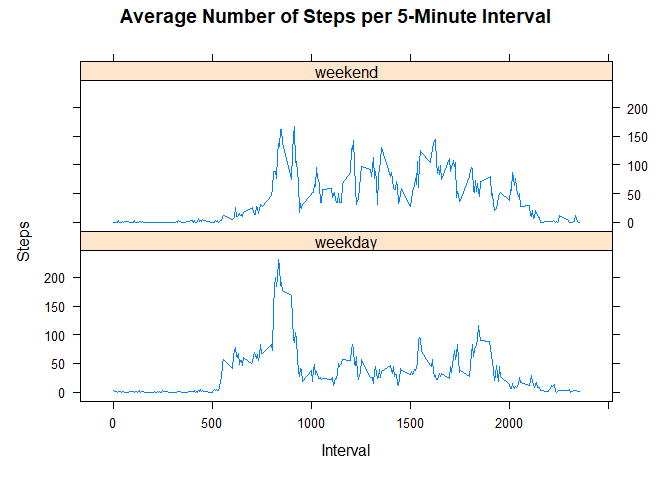 Average Number of Steps per 5-Minute Interval
weekend
200
150
100
50
0
weekday
200
150
100
50
0
Steps
0 500 1000 1500 2000
Interval